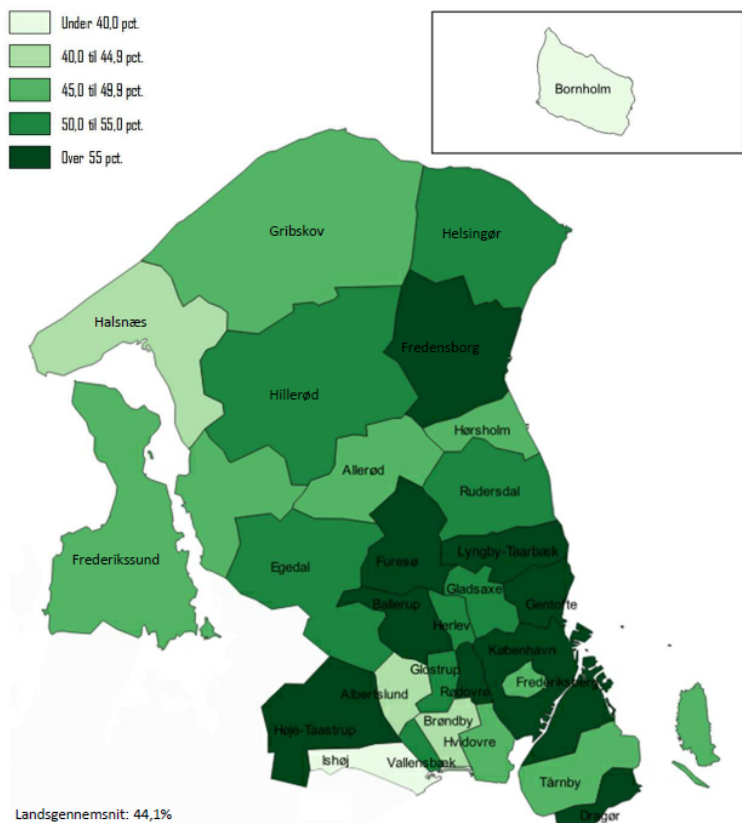 Under 40,0 pct.
40,0 til 44,9 pct.
45,0 til 49,9 pct.
50,0 til 55,0 pct.
Over 55 pct.
Bornholm
Gribskov
Helsingør
Halsnæs
Fredensborg
Hillerød
Hørsholm
Allerød
Rudersdal
Frederikssund
Egedal
Furesø
Lyngby-Taarbæk
Gladsaxe
Ballerup
Gentofte
Herlev
København
Glostrup
Frederiksberg
Albertslund
Rødovre
Brøndby
Høje-Taastrup
Hvidovre
Ishøj
Vallensbæk
Tårnby
Dragør
Landsgennemsnit: 44,1%